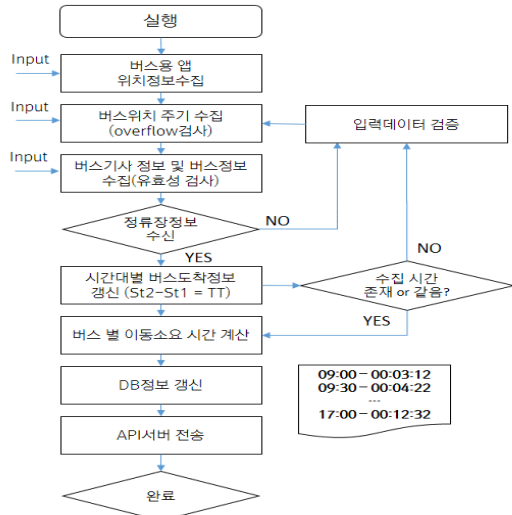 실행
Input
버스용 앱
위치정보수집
Input
버스위치 주기 수집
(overflow검사)
입력데이터 검증
Input
버스기사 정보 및 버스정보
수집(유효성 검사)
정류장정보
수신
NO
YES
NO
시간대별 버스도착정보
갱신 (St2-St1 = TT)
수집 시간
존재 or 같음?
YES
버스 별 이동소요 시간 계산
DB정보 갱신
09:00 - 00:03:12
09:30 - 00:04:22
---
17:00 - 00:12:32
API서버 전송
완료